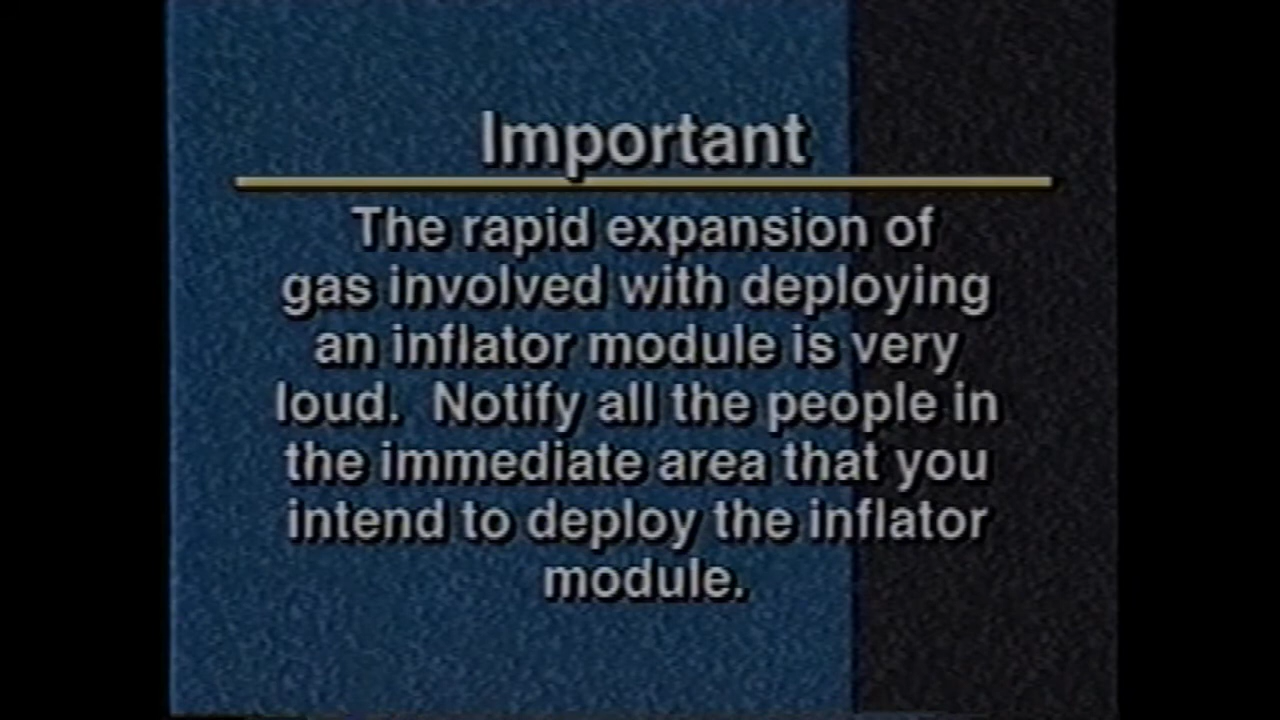 Important
The rapid expansion of
gas involved with deploying
an inflator module is very
loud.  Notify all the people in
the immediate area that you
intend to deploy the inflator
module.